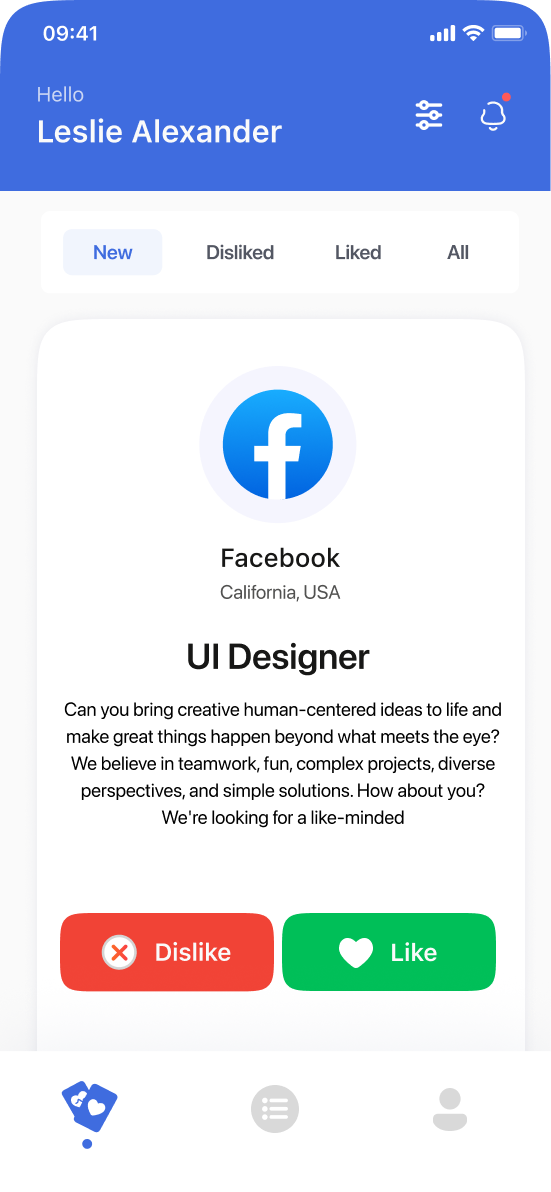 09:41
Hello
Leslie Alexander
New
Disliked
Liked
All
Facebook
California, USA
UI Designer
Can you bring creative human-centered ideas to life and
make great things happen beyond what meets the eye?
We believe in teamwork, fun, complex projects, diverse
perspectives, and simple solutions. How about you?
We're looking for a like-minded
Dislike
Like